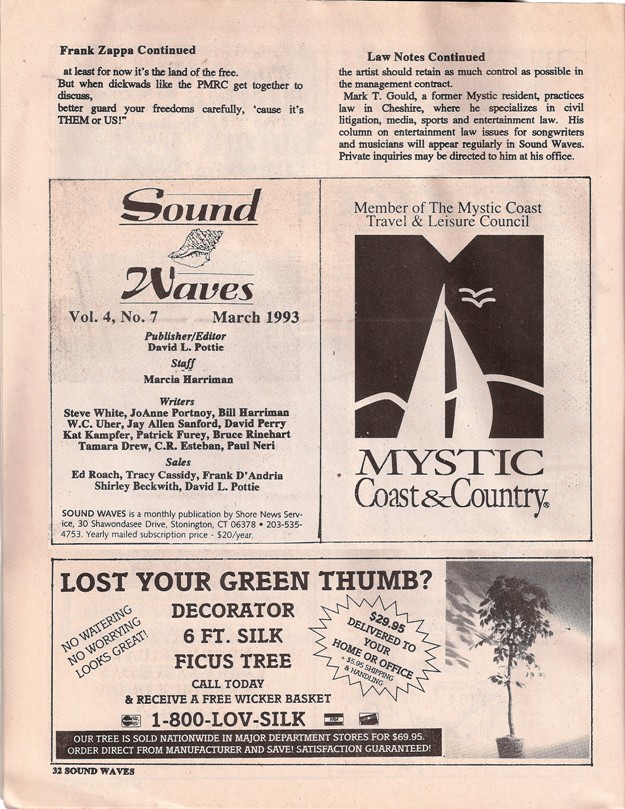 Frank Zappa Continued
at least for now it's the land of the free.
But when dickwads like the PMRC get together to
discuss,
better guard your freedoms carefully, 'cause it's
THEM or US!"
Law Notes Continued
the artist should retain as much control as possible in
the management contract.
Mark T. Gould, a former Mystic resident, practices
law in Cheshire, where he specializes in civil
litigation, media, sports and entertainment law. His
column on entertainment law issues for songwriters
and musicians will appear regularly in Sound Waves.
Private inquiries may be directed to him at his office.
Sound
Waves
Vol. 4, No. 7 March 1993
Publisher/Editor
David L. Pottie
Staff
Marcia Harriman
Writers
Steve White, JoAnne Portnoy, Bill Harriman
W.C. Uher, Jay Allen Sanford, David Perry
Kat Kampfer, Patrick Furey, Bruce Rinehart
Tamara Drew, C.R. Esteban, Paul Neri
Sales
Ed Roach, Tracy Cassidy, Frank D'Andria
Shirley Beckwith, David L. Pottie
SOUND WAVES is a monthly publication by Shore News Serv-
ice, 30 Shawondasee Drive, Stonington, CT 06378 • 203-535-
4753. Yearly mailed subscription price - $20/year.
Member of The Mystic Coast
Travel & Leisure Council
MYSTIC
Coast & Country®
LOST YOUR GREEN THUMB?
NO WATERING
NO WORRYING
LOOKS GREAT!
DECORATOR
6 FT. SILK
FICUS TREE
$29.95
DELIVERED TO
YOUR
HOME OR OFFICE
+ $5.95 SHIPPING
& HANDLING
CALL TODAY
& RECEIVE A FREE WICKER BASKET
1-800-LOV-SILK
VISA
OUR TREE IS SOLD NATIONWIDE IN MAJOR DEPARTMENT STORES FOR $69.95.
ORDER DIRECT FROM MANUFACTURER AND SAVE! SATISFACTION GUARANTEED!
32 SOUND WAVES